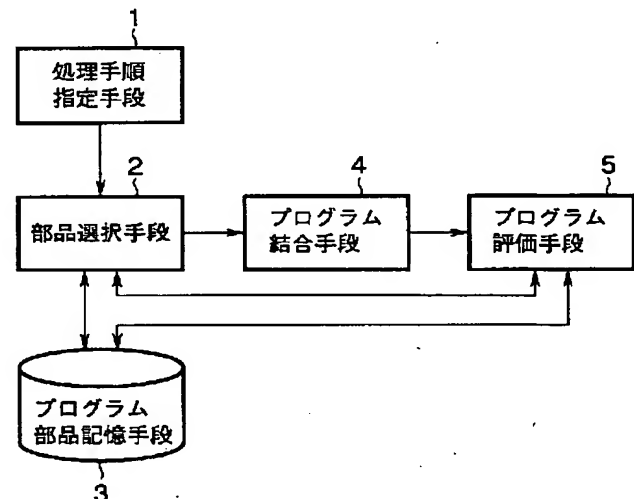 1
処理手順
指定手段
2
部品選択手段
4
プログラム
結合手段
5
プログラム
評価手段
プログラム
部品記憶手段
3